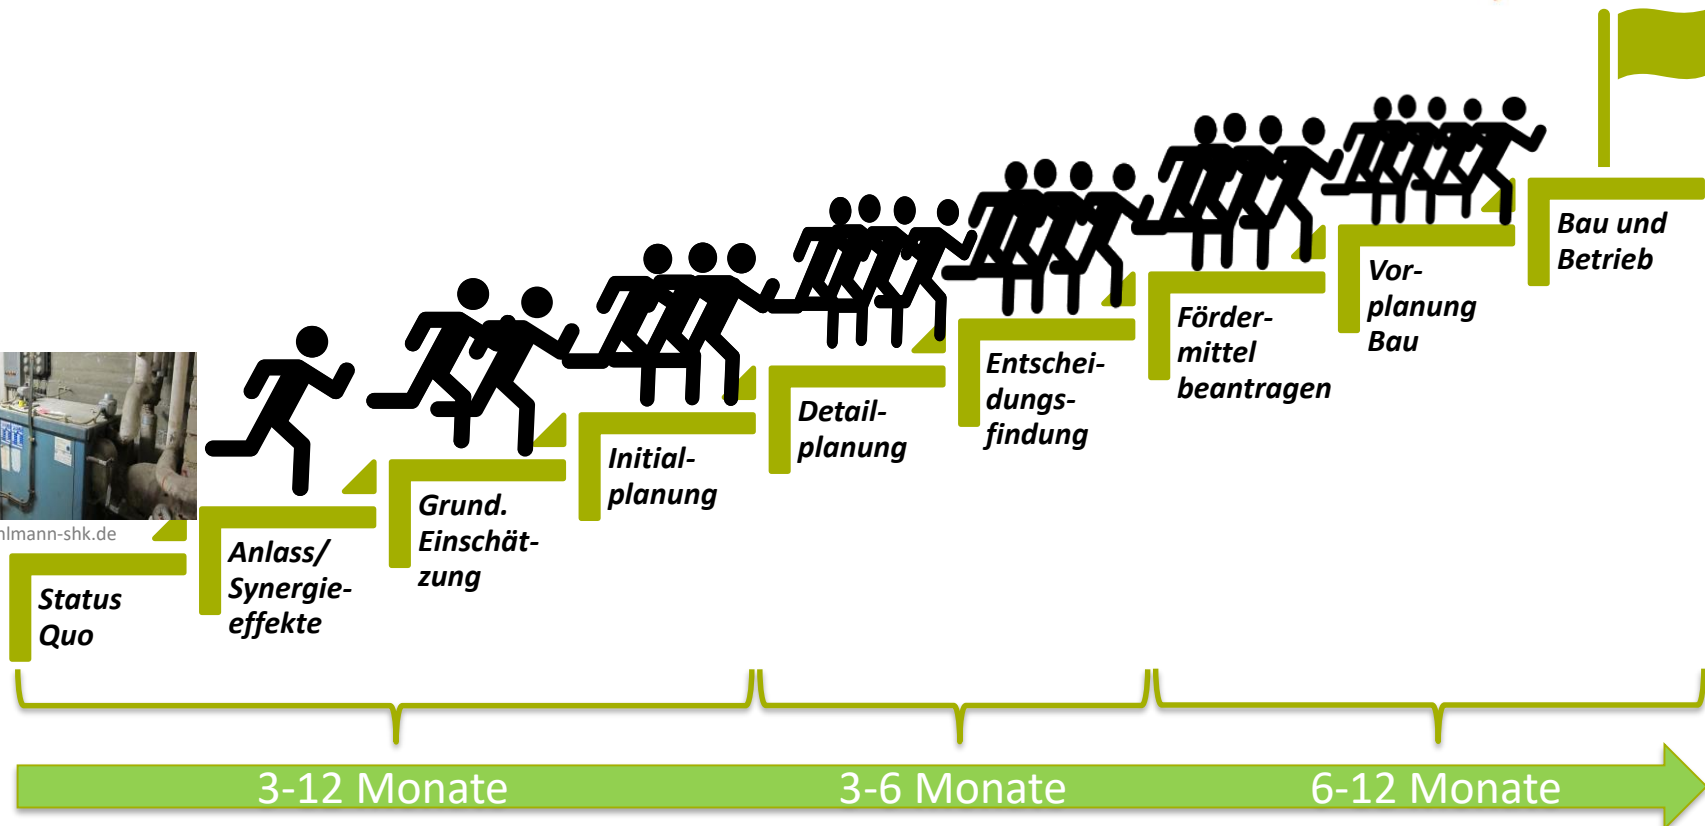 hlmann-shk.de
Status
Quo
Anlass/
Synergie-
effekte
Grund.
Einschät-
zung
Initial-
planung
Detail-
planung
Entschei-
dungs-
findung
Förder-
mittel
beantragen
Vor-
planung
Bau
Bau und
Betrieb
3-12 Monate
3-6 Monate
6-12 Monate